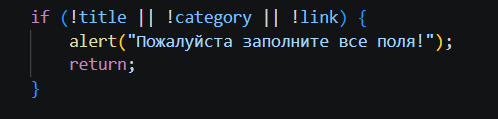 if (!title || !category || !link) {
    alert("Пожалуйста заполните все поля!");
    return;
}